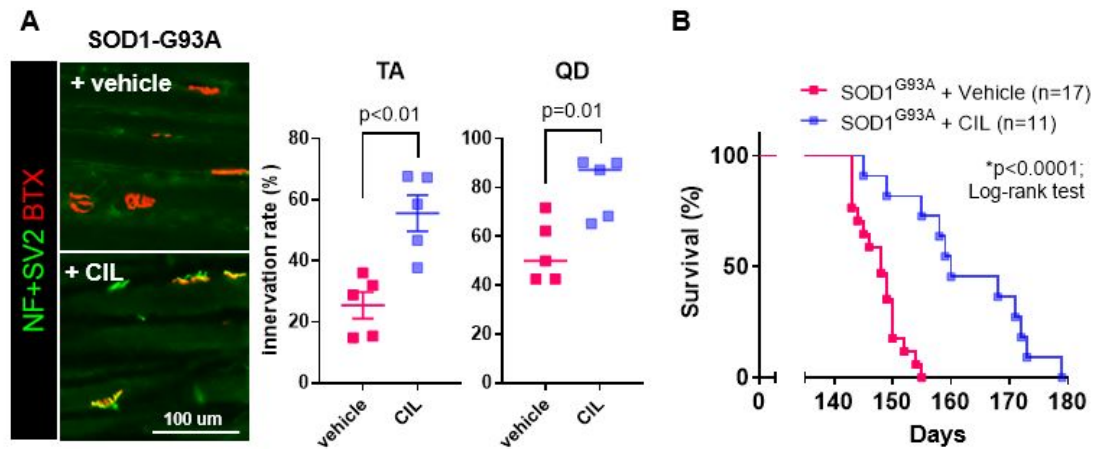 A
SOD1-G93A
+ vehicle
+ CIL
100 um
NF+SV2 BTX
TA
p<0.01
innervation rate (%)
80
60
40
20
0
vehicle
CIL
QD
p=0.01
100
80
60
40
20
0
vehicle
CIL
B
SOD1G93A + Vehicle (n=17)
SOD1G93A + CIL (n=11)
*p<0.0001;
Log-rank test
Survival (%)
100
50
0
0
140
150
160
170
180
Days